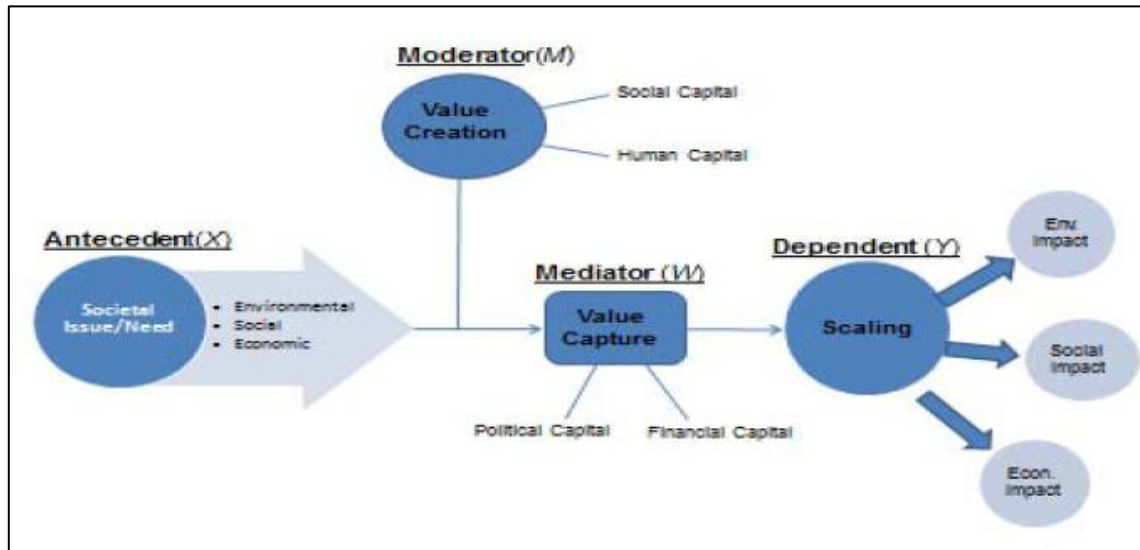 Moderator(M)
Value
Creation
Social Capital
Human Capital
Antecedent(X)
Societal
Issue/Need
• Environmental
• Social
• Economic
Mediator (W)
Value
Capture
Political Capital
Financial Capital
Dependent (Y)
Scaling
Env.
Impact
Social
Impact
Econ.
Impact